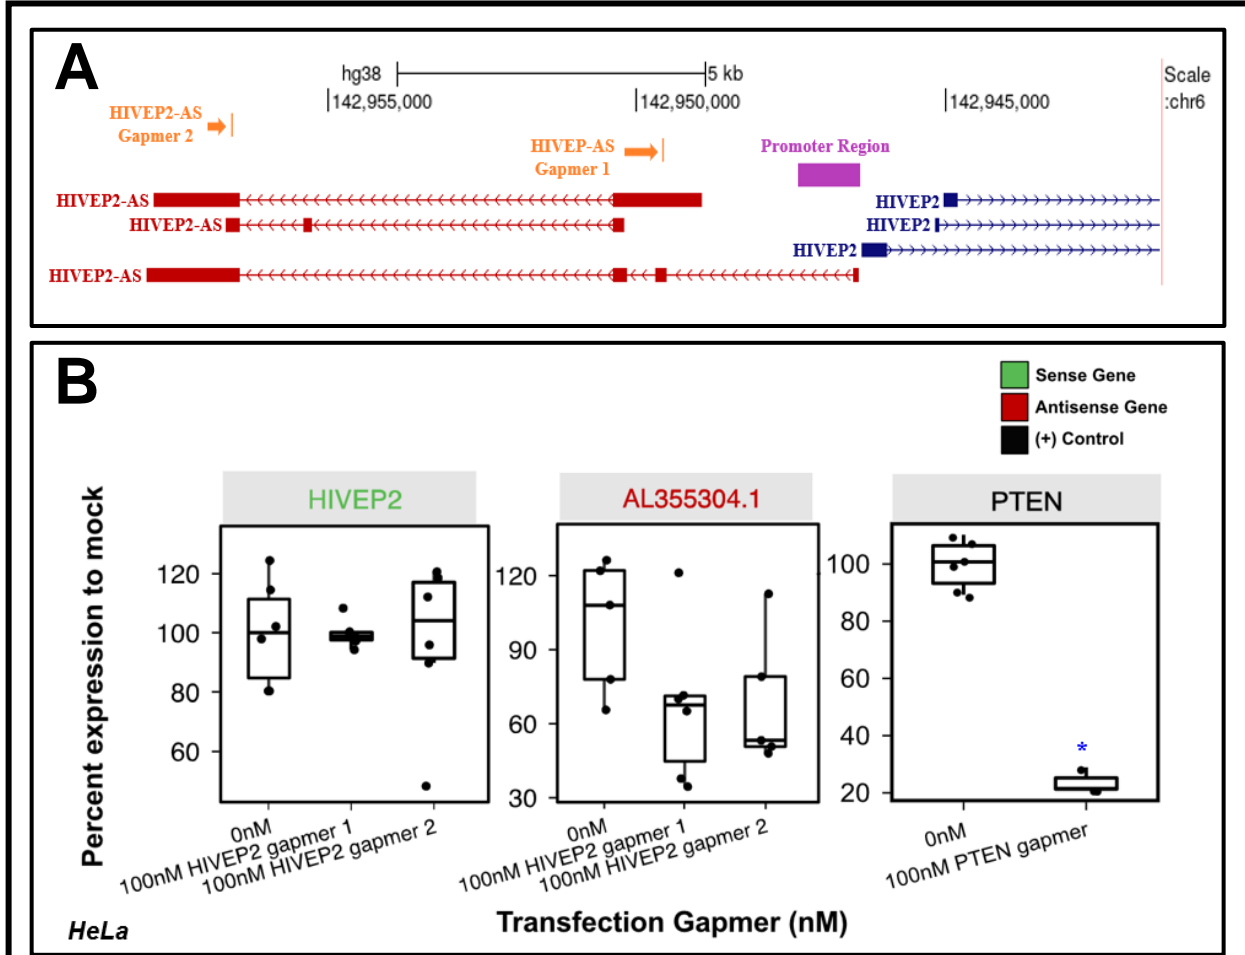 A
hg38 5 kb Scale
142,955,000 142,950,000 142,945,000 :chr6
HIVEP2-AS
Gapmer 2
HIVEP-AS
Gapmer 1
Promoter Region
HIVEP2-AS HIVEP2
HIVEP2-AS HIVEP2
HIVEP2
HIVEP2-AS
B
Sense Gene
Antisense Gene
(+) Control
Percent expression to mock
HIVEP2
120
100
80
60
0nM
100nM HIVEP2 gapmer 1
100nM HIVEP2 gapmer 2
AL355304.1
120
90
60
30
0nM
100nM HIVEP2 gapmer 1
100nM HIVEP2 gapmer 2
PTEN
100
80
60
40
20
*
0nM
100nM PTEN gapmer
Transfection Gapmer (nM)
HeLa